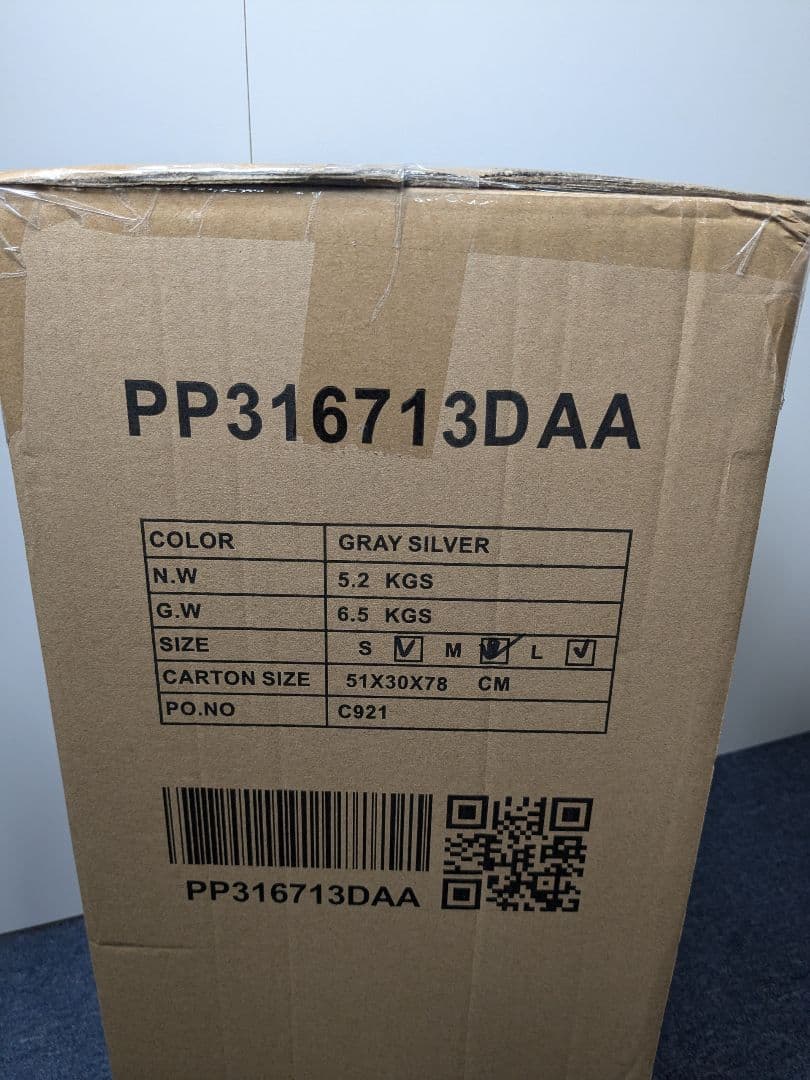 PP316713DAA
COLOR GRAY SILVER
N.W 5.2 KGS
G.W 6.5 KGS
SIZE S ☑ M ☑ L ☑
CARTON SIZE 51X30X78 CM
PO.NO C921
PP316713DAA